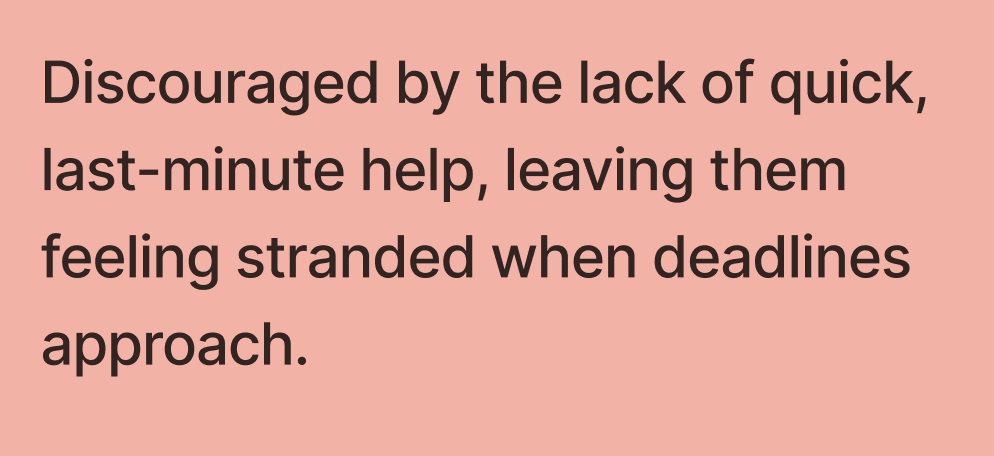 Discouraged by the lack of quick,
last-minute help, leaving them
feeling stranded when deadlines
approach.